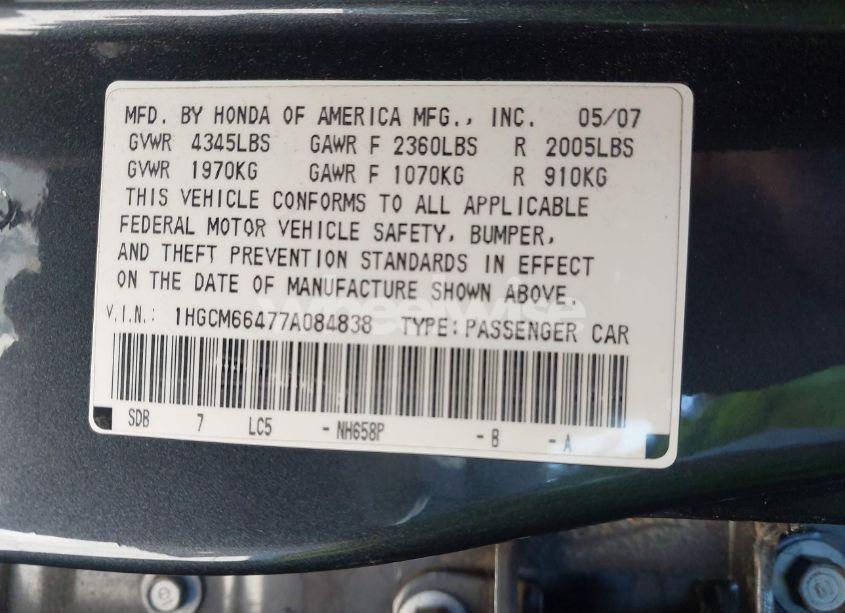 MFD. BY HONDA OF AMERICA MFG., INC. 05/07
GVWR 4345LBS GAWR F 2360LBS R 2005LBS
GVWR 1970KG GAWR F 1070KG R 910KG
THIS VEHICLE CONFORMS TO ALL APPLICABLE
FEDERAL MOTOR VEHICLE SAFETY, BUMPER,
AND THEFT PREVENTION STANDARDS IN EFFECT
ON THE DATE OF MANUFACTURE SHOWN ABOVE.
wheelwise
V.I.N.: 1HGCM66477A084838 TYPE:PASSENGER CAR
SDB 7 LC5 - NH658P - B - A